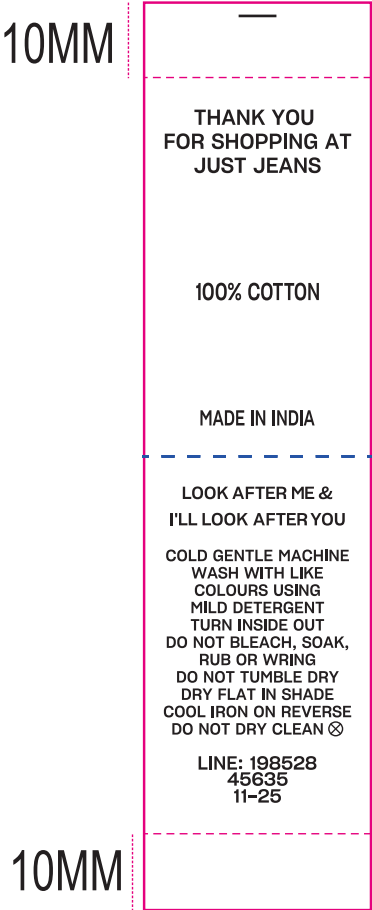 10MM
THANK YOU
FOR SHOPPING AT
JUST JEANS
100% COTTON
MADE IN INDIA
LOOK AFTER ME &
I'LL LOOK AFTER YOU
COLD GENTLE MACHINE
WASH WITH LIKE
COLOURS USING
MILD DETERGENT
TURN INSIDE OUT
DO NOT BLEACH, SOAK,
RUB OR WRING
DO NOT TUMBLE DRY
DRY FLAT IN SHADE
COOL IRON ON REVERSE
DO NOT DRY CLEAN ⊗
LINE: 198528
45635
11-25
10MM